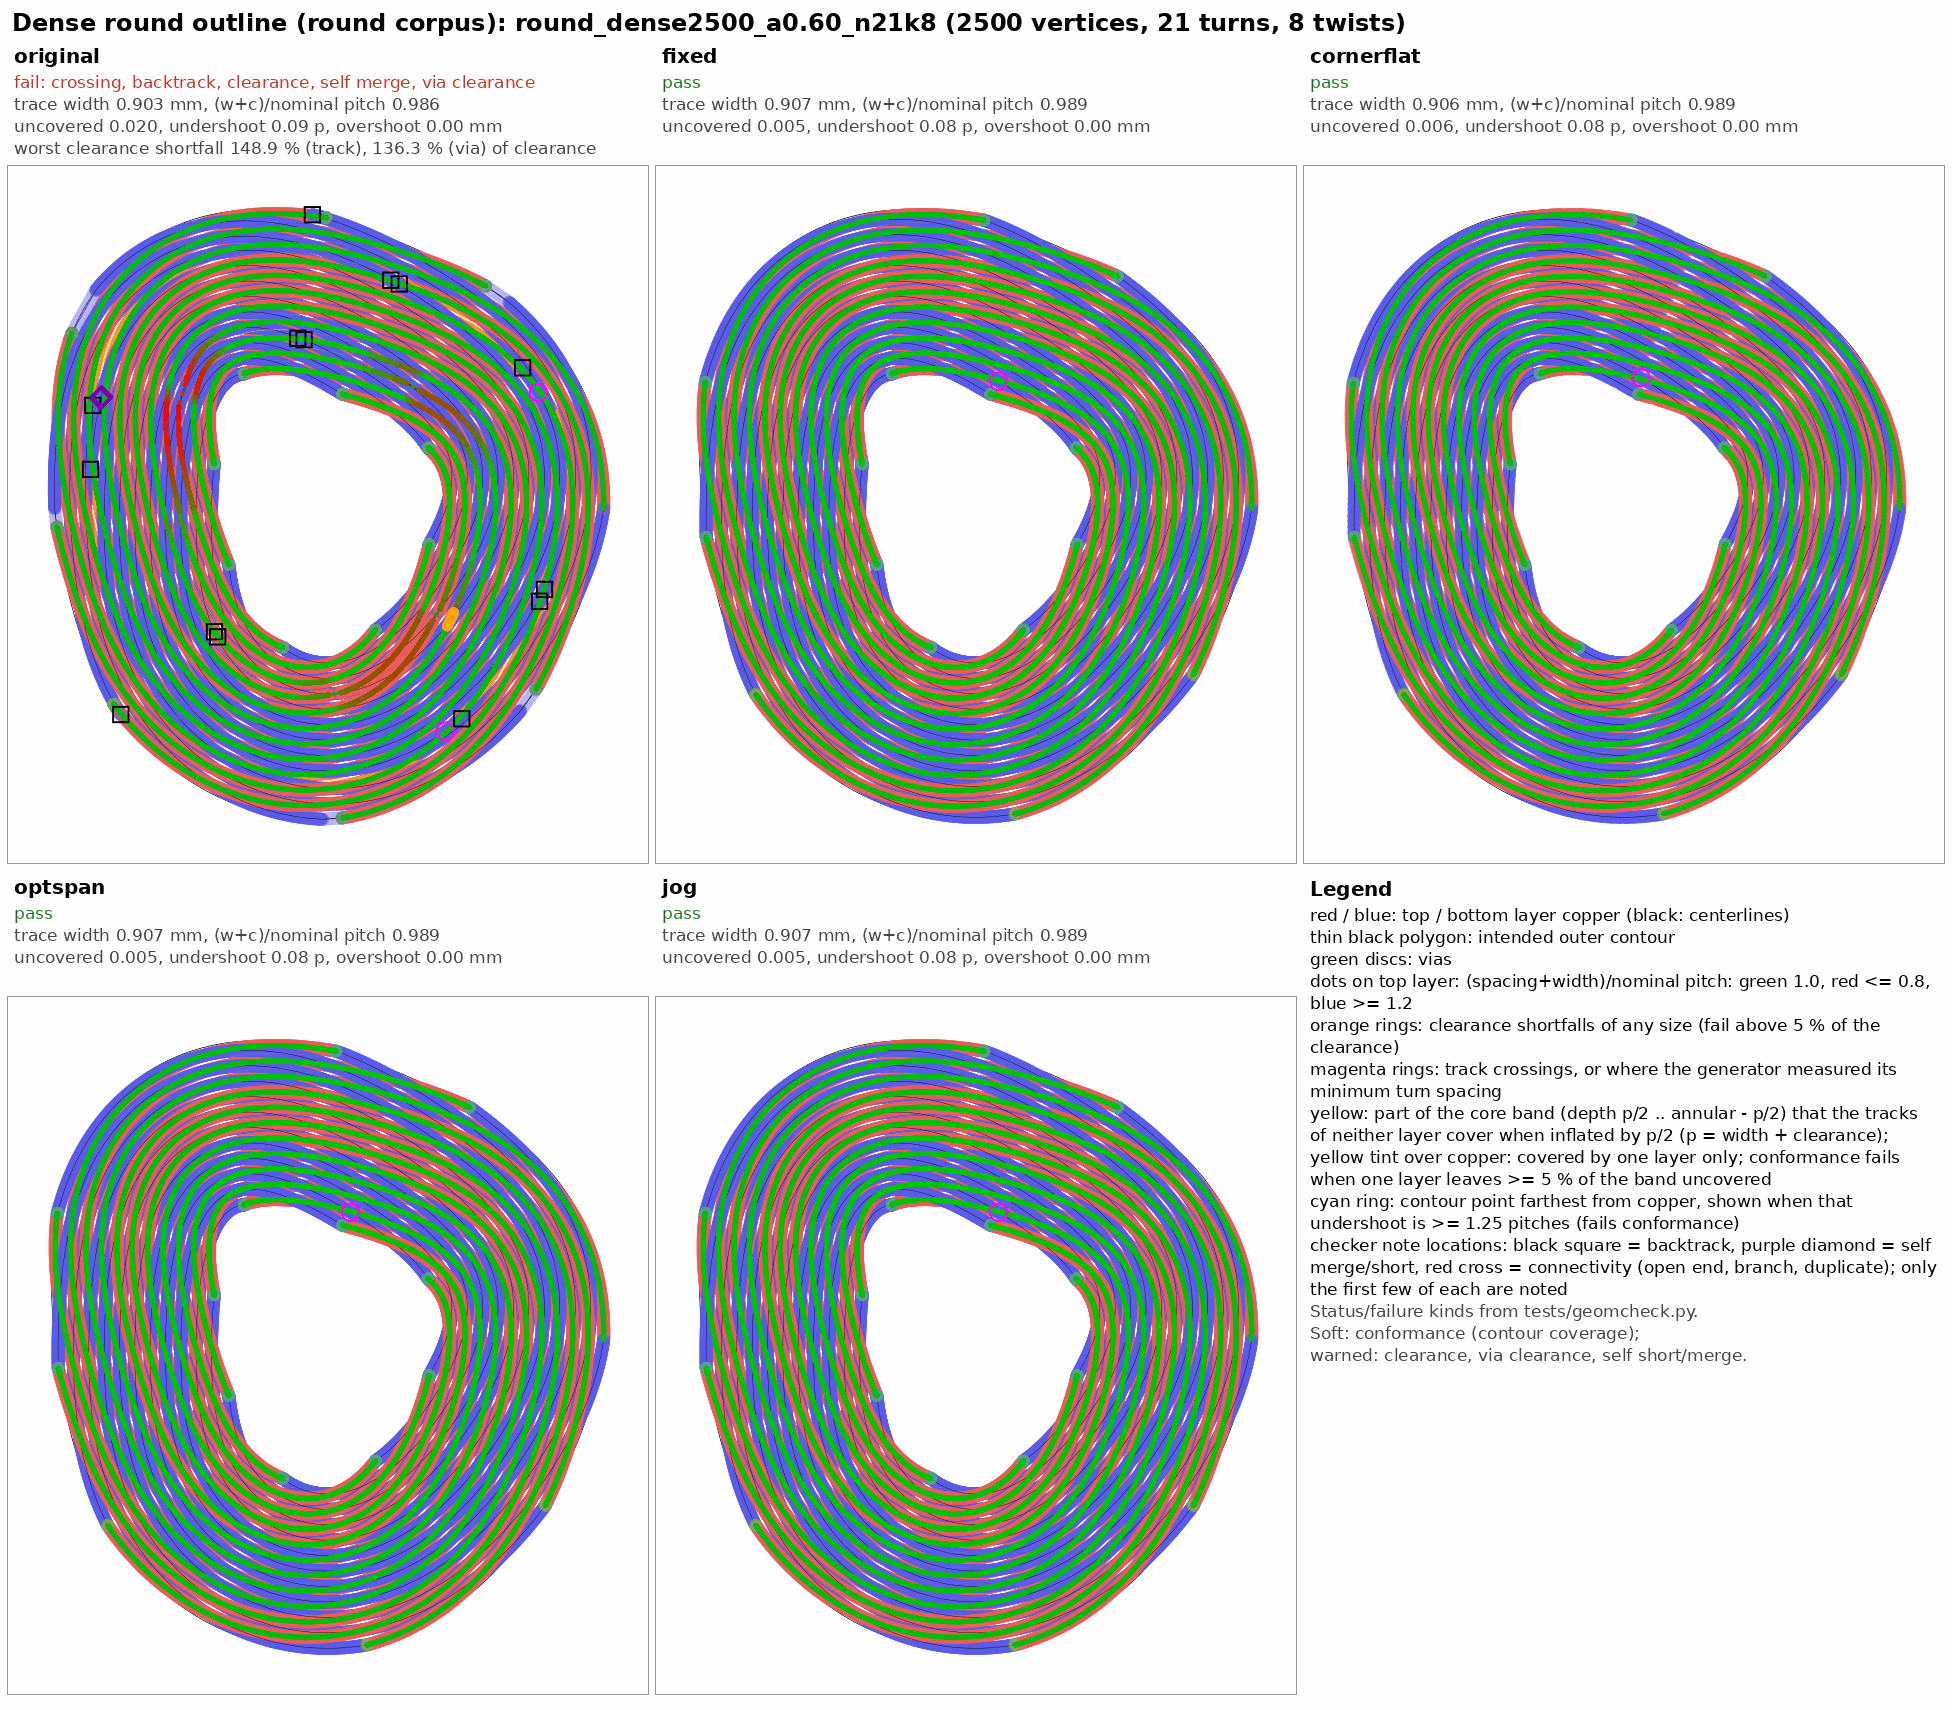 Dense round outline (round corpus): round_dense2500_a0.60_n21k8 (2500 vertices, 21 turns, 8 twists)
original
fail: crossing, backtrack, clearance, self merge, via clearance
trace width 0.903 mm, (w+c)/nominal pitch 0.986
uncovered 0.020, undershoot 0.09 p, overshoot 0.00 mm
worst clearance shortfall 148.9 % (track), 136.3 % (via) of clearance
fixed
pass
trace width 0.907 mm, (w+c)/nominal pitch 0.989
uncovered 0.005, undershoot 0.08 p, overshoot 0.00 mm
cornerflat
pass
trace width 0.906 mm, (w+c)/nominal pitch 0.989
uncovered 0.006, undershoot 0.08 p, overshoot 0.00 mm
optspan
pass
trace width 0.907 mm, (w+c)/nominal pitch 0.989
uncovered 0.005, undershoot 0.08 p, overshoot 0.00 mm
jog
pass
trace width 0.907 mm, (w+c)/nominal pitch 0.989
uncovered 0.005, undershoot 0.08 p, overshoot 0.00 mm
Legend
red / blue: top / bottom layer copper (black: centerlines)
thin black polygon: intended outer contour
green discs: vias
dots on top layer: (spacing+width)/nominal pitch: green 1.0, red <= 0.8,
blue >= 1.2
orange rings: clearance shortfalls of any size (fail above 5 % of the
clearance)
magenta rings: track crossings, or where the generator measured its
minimum turn spacing
yellow: part of the core band (depth p/2 .. annular - p/2) that the tracks
of neither layer cover when inflated by p/2 (p = width + clearance);
yellow tint over copper: covered by one layer only; conformance fails
when one layer leaves >= 5 % of the band uncovered
cyan ring: contour point farthest from copper, shown when that
undershoot is >= 1.25 pitches (fails conformance)
checker note locations: black square = backtrack, purple diamond = self
merge/short, red cross = connectivity (open end, branch, duplicate); only
the first few of each are noted
Status/failure kinds from tests/geomcheck.py.
Soft: conformance (contour coverage);
warned: clearance, via clearance, self short/merge.